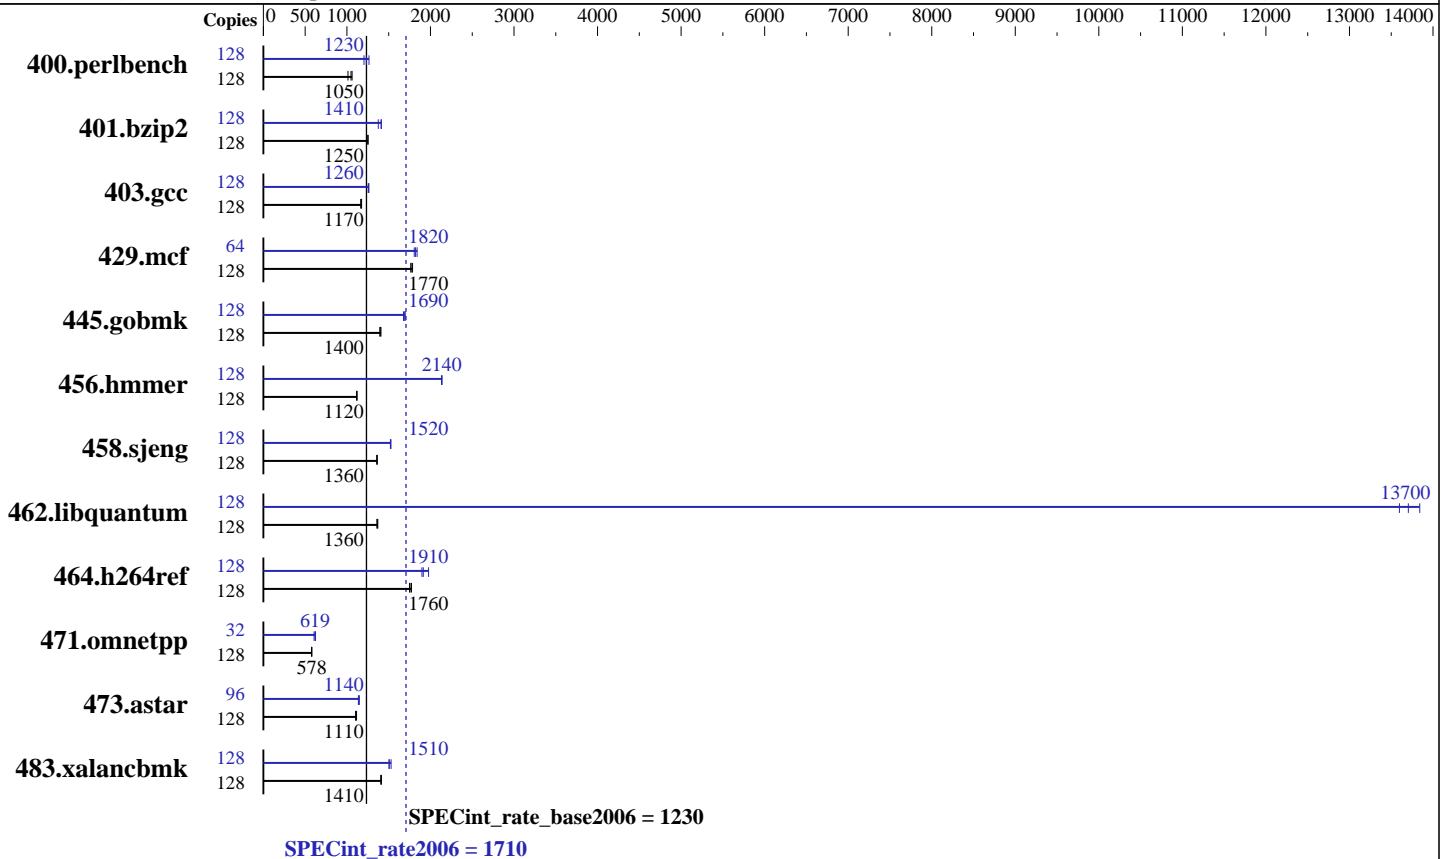 Copies 0 500 1000 2000 3000 4000 5000 6000 7000 8000 9000 10000 11000 12000 13000 14000
400.perlbench 128 1230
128 1050
401.bzip2 128 1410
128 1250
403.gcc 128 1260
128 1170
429.mcf 64 1820
128 1770
445.gobmk 128 1690
128 1400
456.hmmer 128 2140
128 1120
458.sjeng 128 1520
128 1360
462.libquantum 128 13700
128 1360
464.h264ref 128 1910
128 1760
471.omnetpp 32 619
128 578
473.astar 96 1140
128 1110
483.xalancbmk 128 1510
128 1410
SPECint_rate_base2006 = 1230
SPECint_rate2006 = 1710